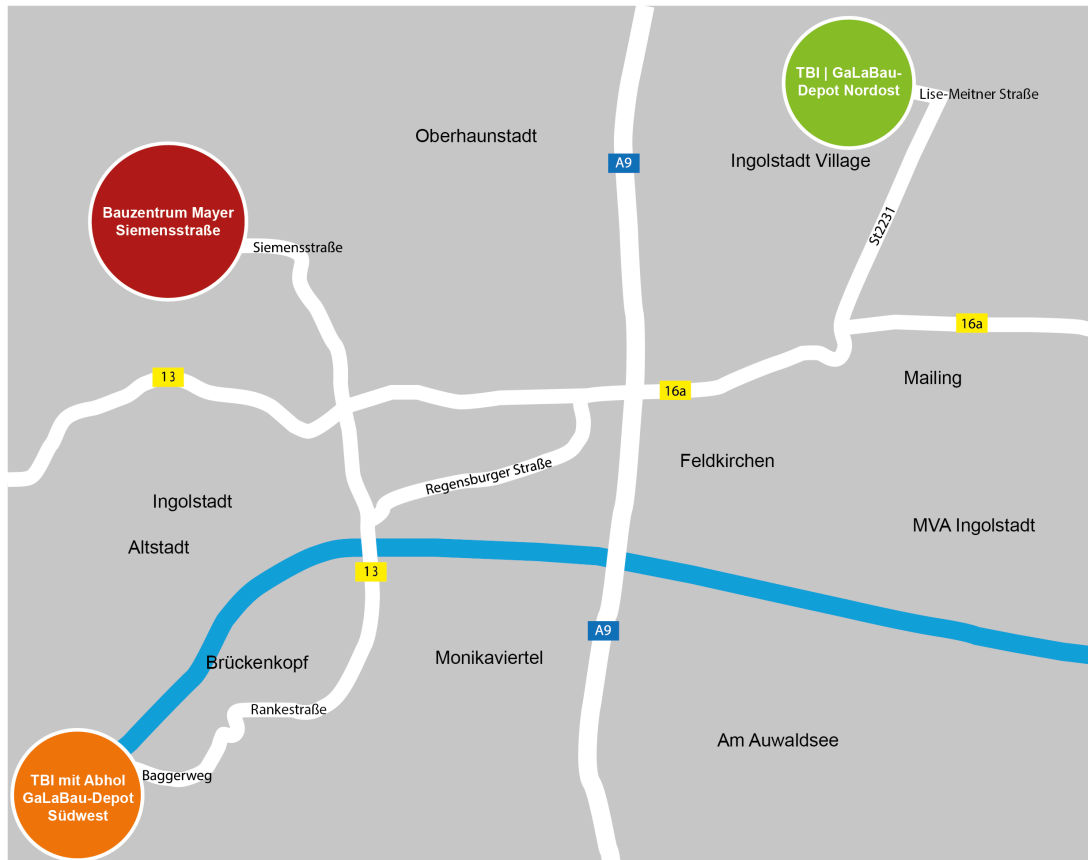 TBI | GaLaBau-
Depot Nordost
Lise-Meitner Straße
Oberhaunstadt
A9
Ingolstadt Village
Bauzentrum Mayer
Siemensstraße
Siemensstraße
St2231
16a
13
16a
Mailing
Feldkirchen
Regensburger Straße
Ingolstadt
MVA Ingolstadt
Altstadt
13
A9
Monikaviertel
Brückenkopf
Rankestraße
Am Auwaldsee
Baggerweg
TBI mit Abhol
GaLaBau-Depot
Südwest